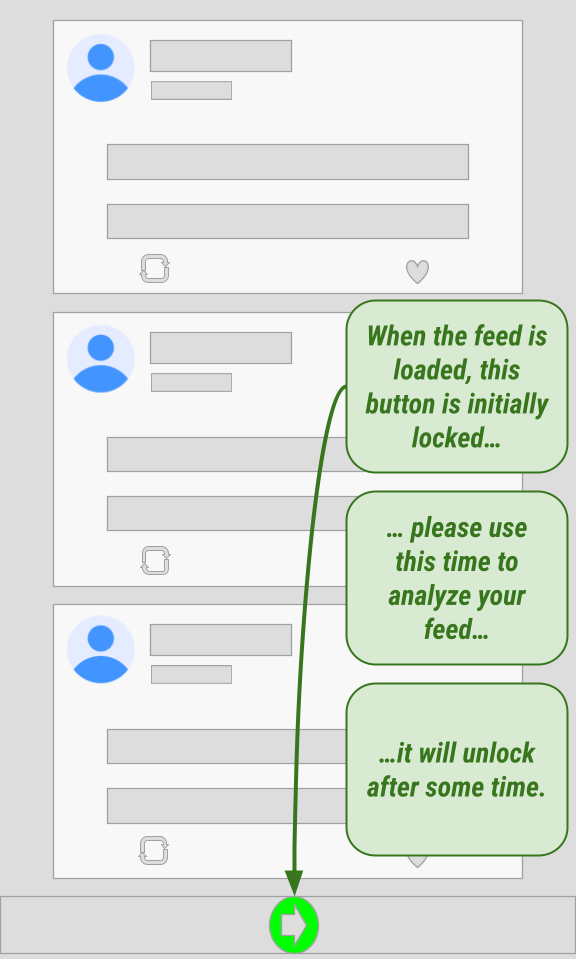 When the feed is
loaded, this
button is initially
locked…
… please use
this time to
analyze your
feed…
…it will unlock
after some time.